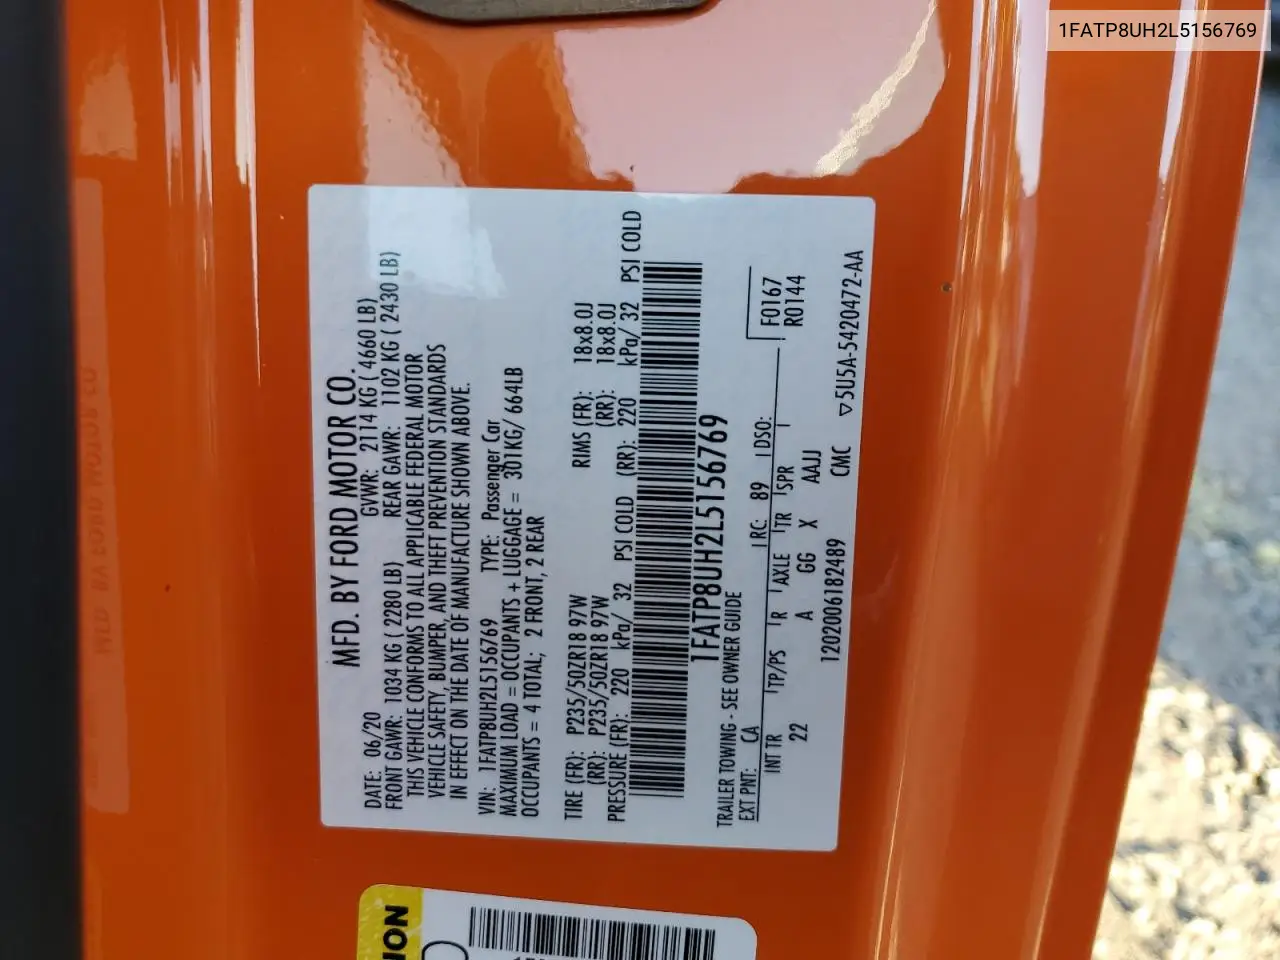 1FATP8UH2L5156769
MFD. BY FORD MOTOR CO.
DATE: 06/20 GVWR: 2114 KG ( 4660 LB)
FRONT GAWR: 1034 KG ( 2280 LB) REAR GAWR: 1102 KG ( 2430 LB)
THIS VEHICLE CONFORMS TO ALL APPLICABLE FEDERAL MOTOR
VEHICLE SAFETY, BUMPER, AND THEFT PREVENTION STANDARDS
IN EFFECT ON THE DATE OF MANUFACTURE SHOWN ABOVE.
VIN: 1FATP8UH2L5156769 TYPE: Passenger Car
MAXIMUM LOAD = OCCUPANTS + LUGGAGE = 301KG/ 664LB
OCCUPANTS = 4 TOTAL; 2 FRONT, 2 REAR
TIRE (FR): P235/50ZR18 97W RIMS (FR): 18x8.0J
(RR): P235/50ZR18 97W (RR): 18x8.0J
PRESSURE (FR): 220 kPa/ 32 PSI COLD (RR): 220 kPa/ 32 PSI COLD
1FATP8UH2L5156769
TRAILER TOWING - SEE OWNER GUIDE
EXT PNT: CA RC: 89 DSO: F0167
R0144
INT TR TP/PS R AXLE TR SPR
22 A GG X AAJJ
1202006182489 CMC ▽5U5A-5420472-AA